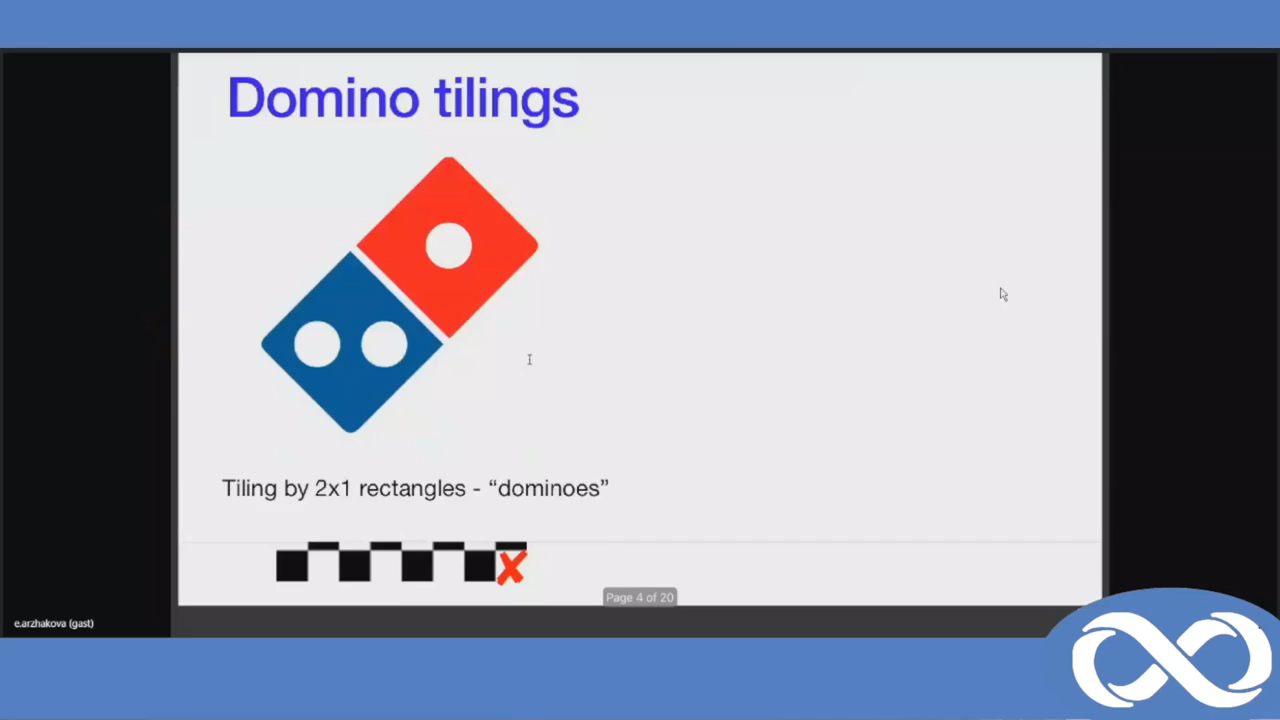 Domino tilings
Tiling by 2x1 rectangles - “dominoes”
Page 4 of 20
e.arzhakova (gast)